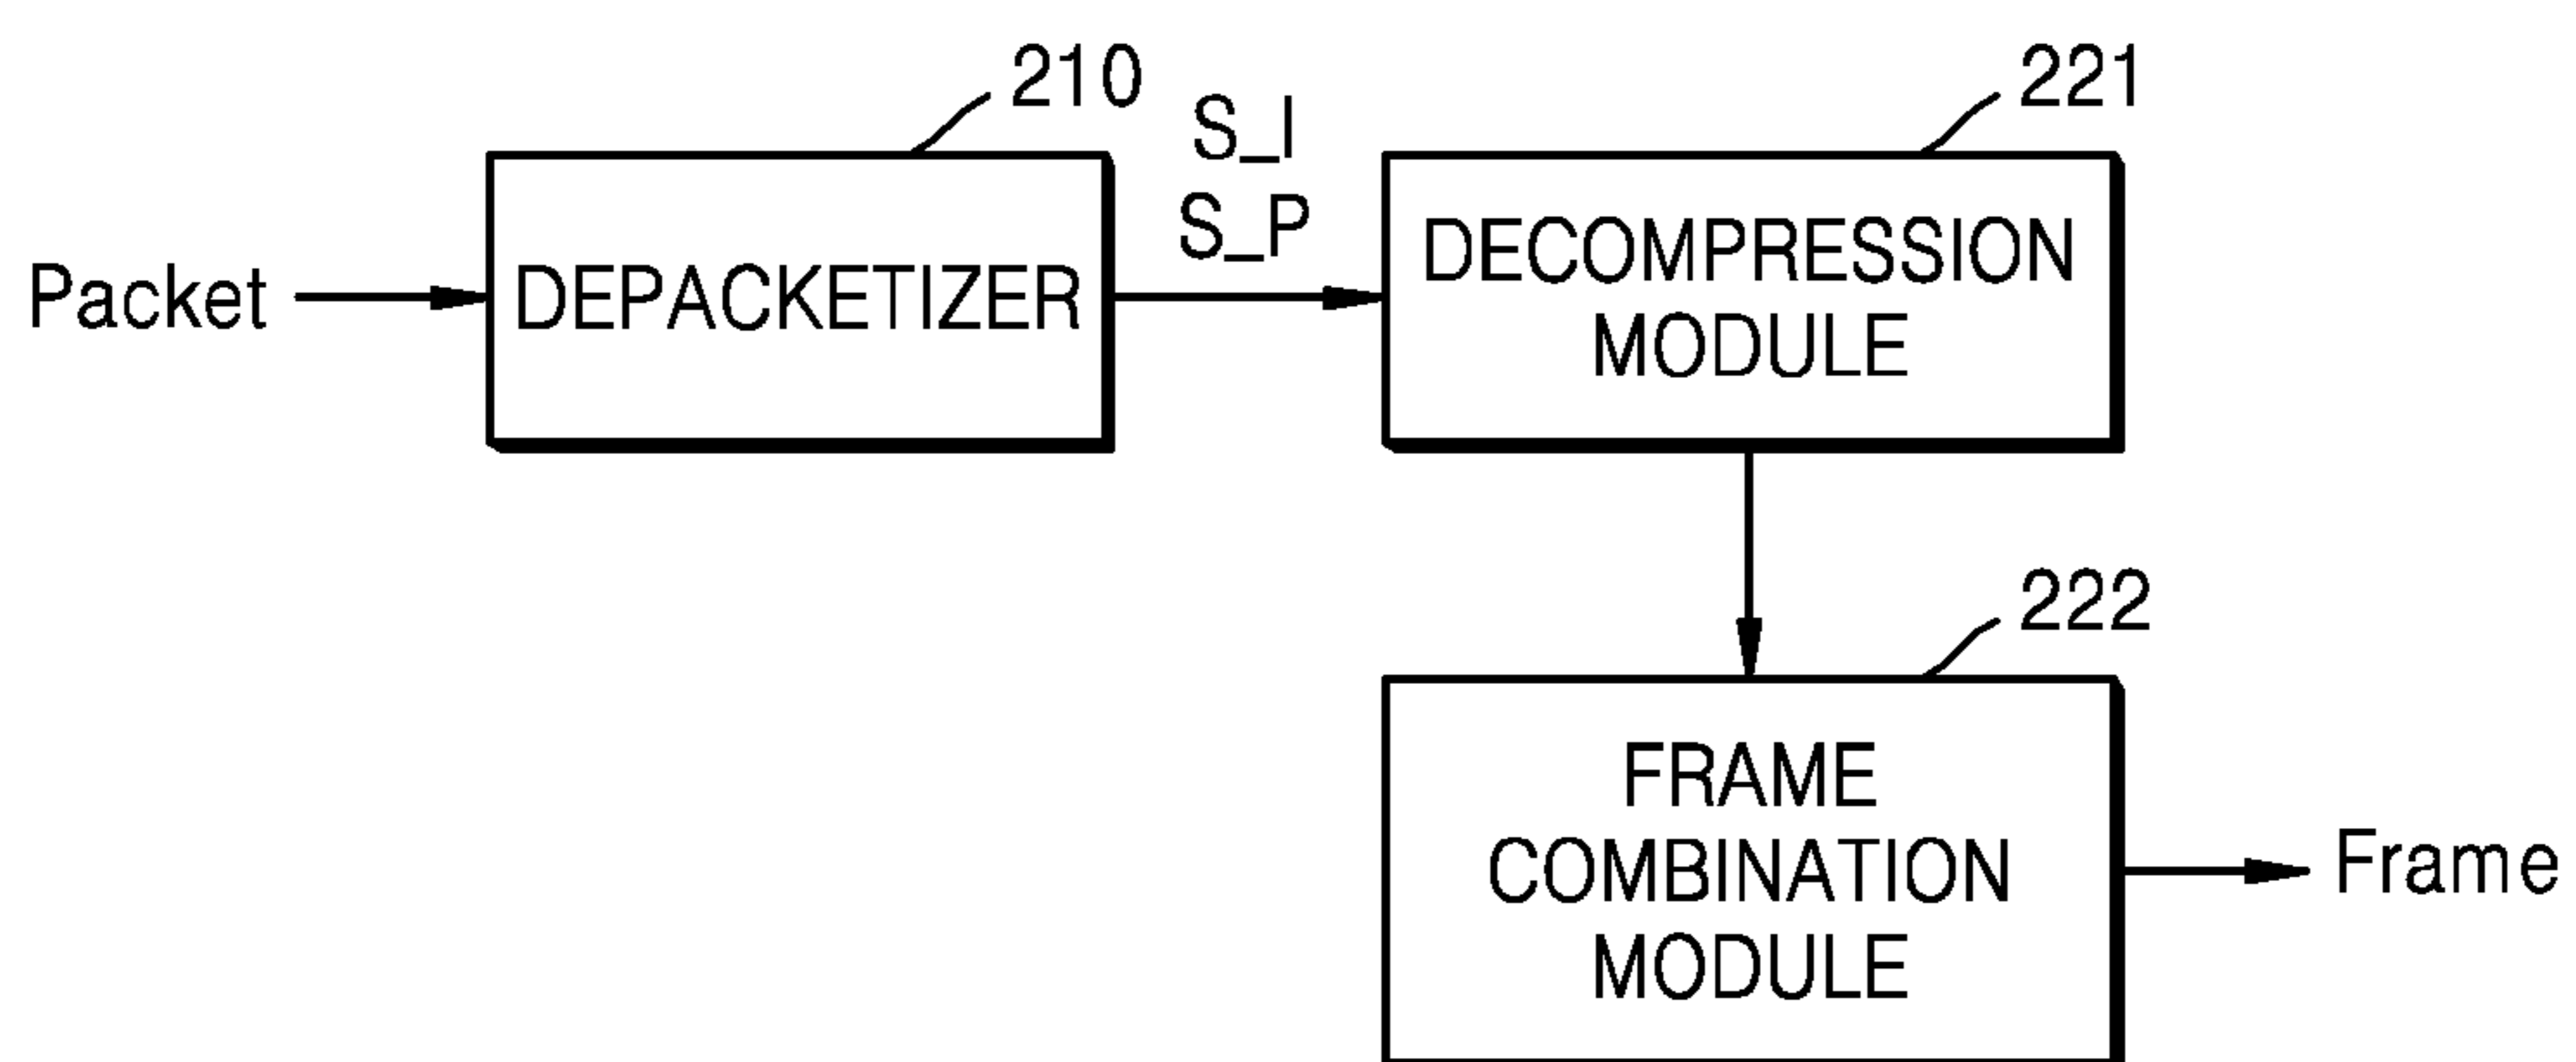 210
S_I
S_P
221
Packet
DEPACKETIZER
DECOMPRESSION
MODULE
222
FRAME
COMBINATION
MODULE
Frame